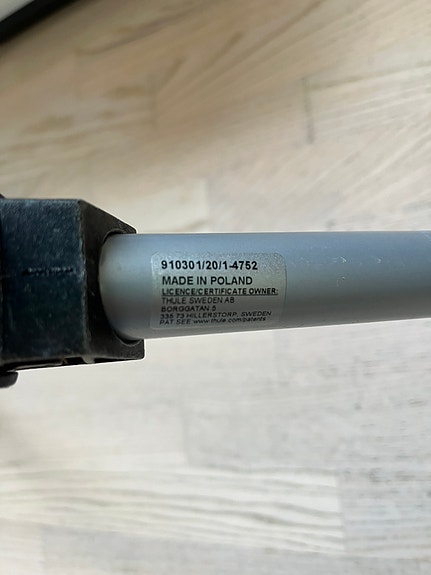 910301/20/1-4752
MADE IN POLAND
LICENCE/CERTIFICATE OWNER:
THULE SWEDEN AB
BORGGATAN 5
335 73 HILLERSTORP, SWEDEN
PAT SEE www.thule.com/patents